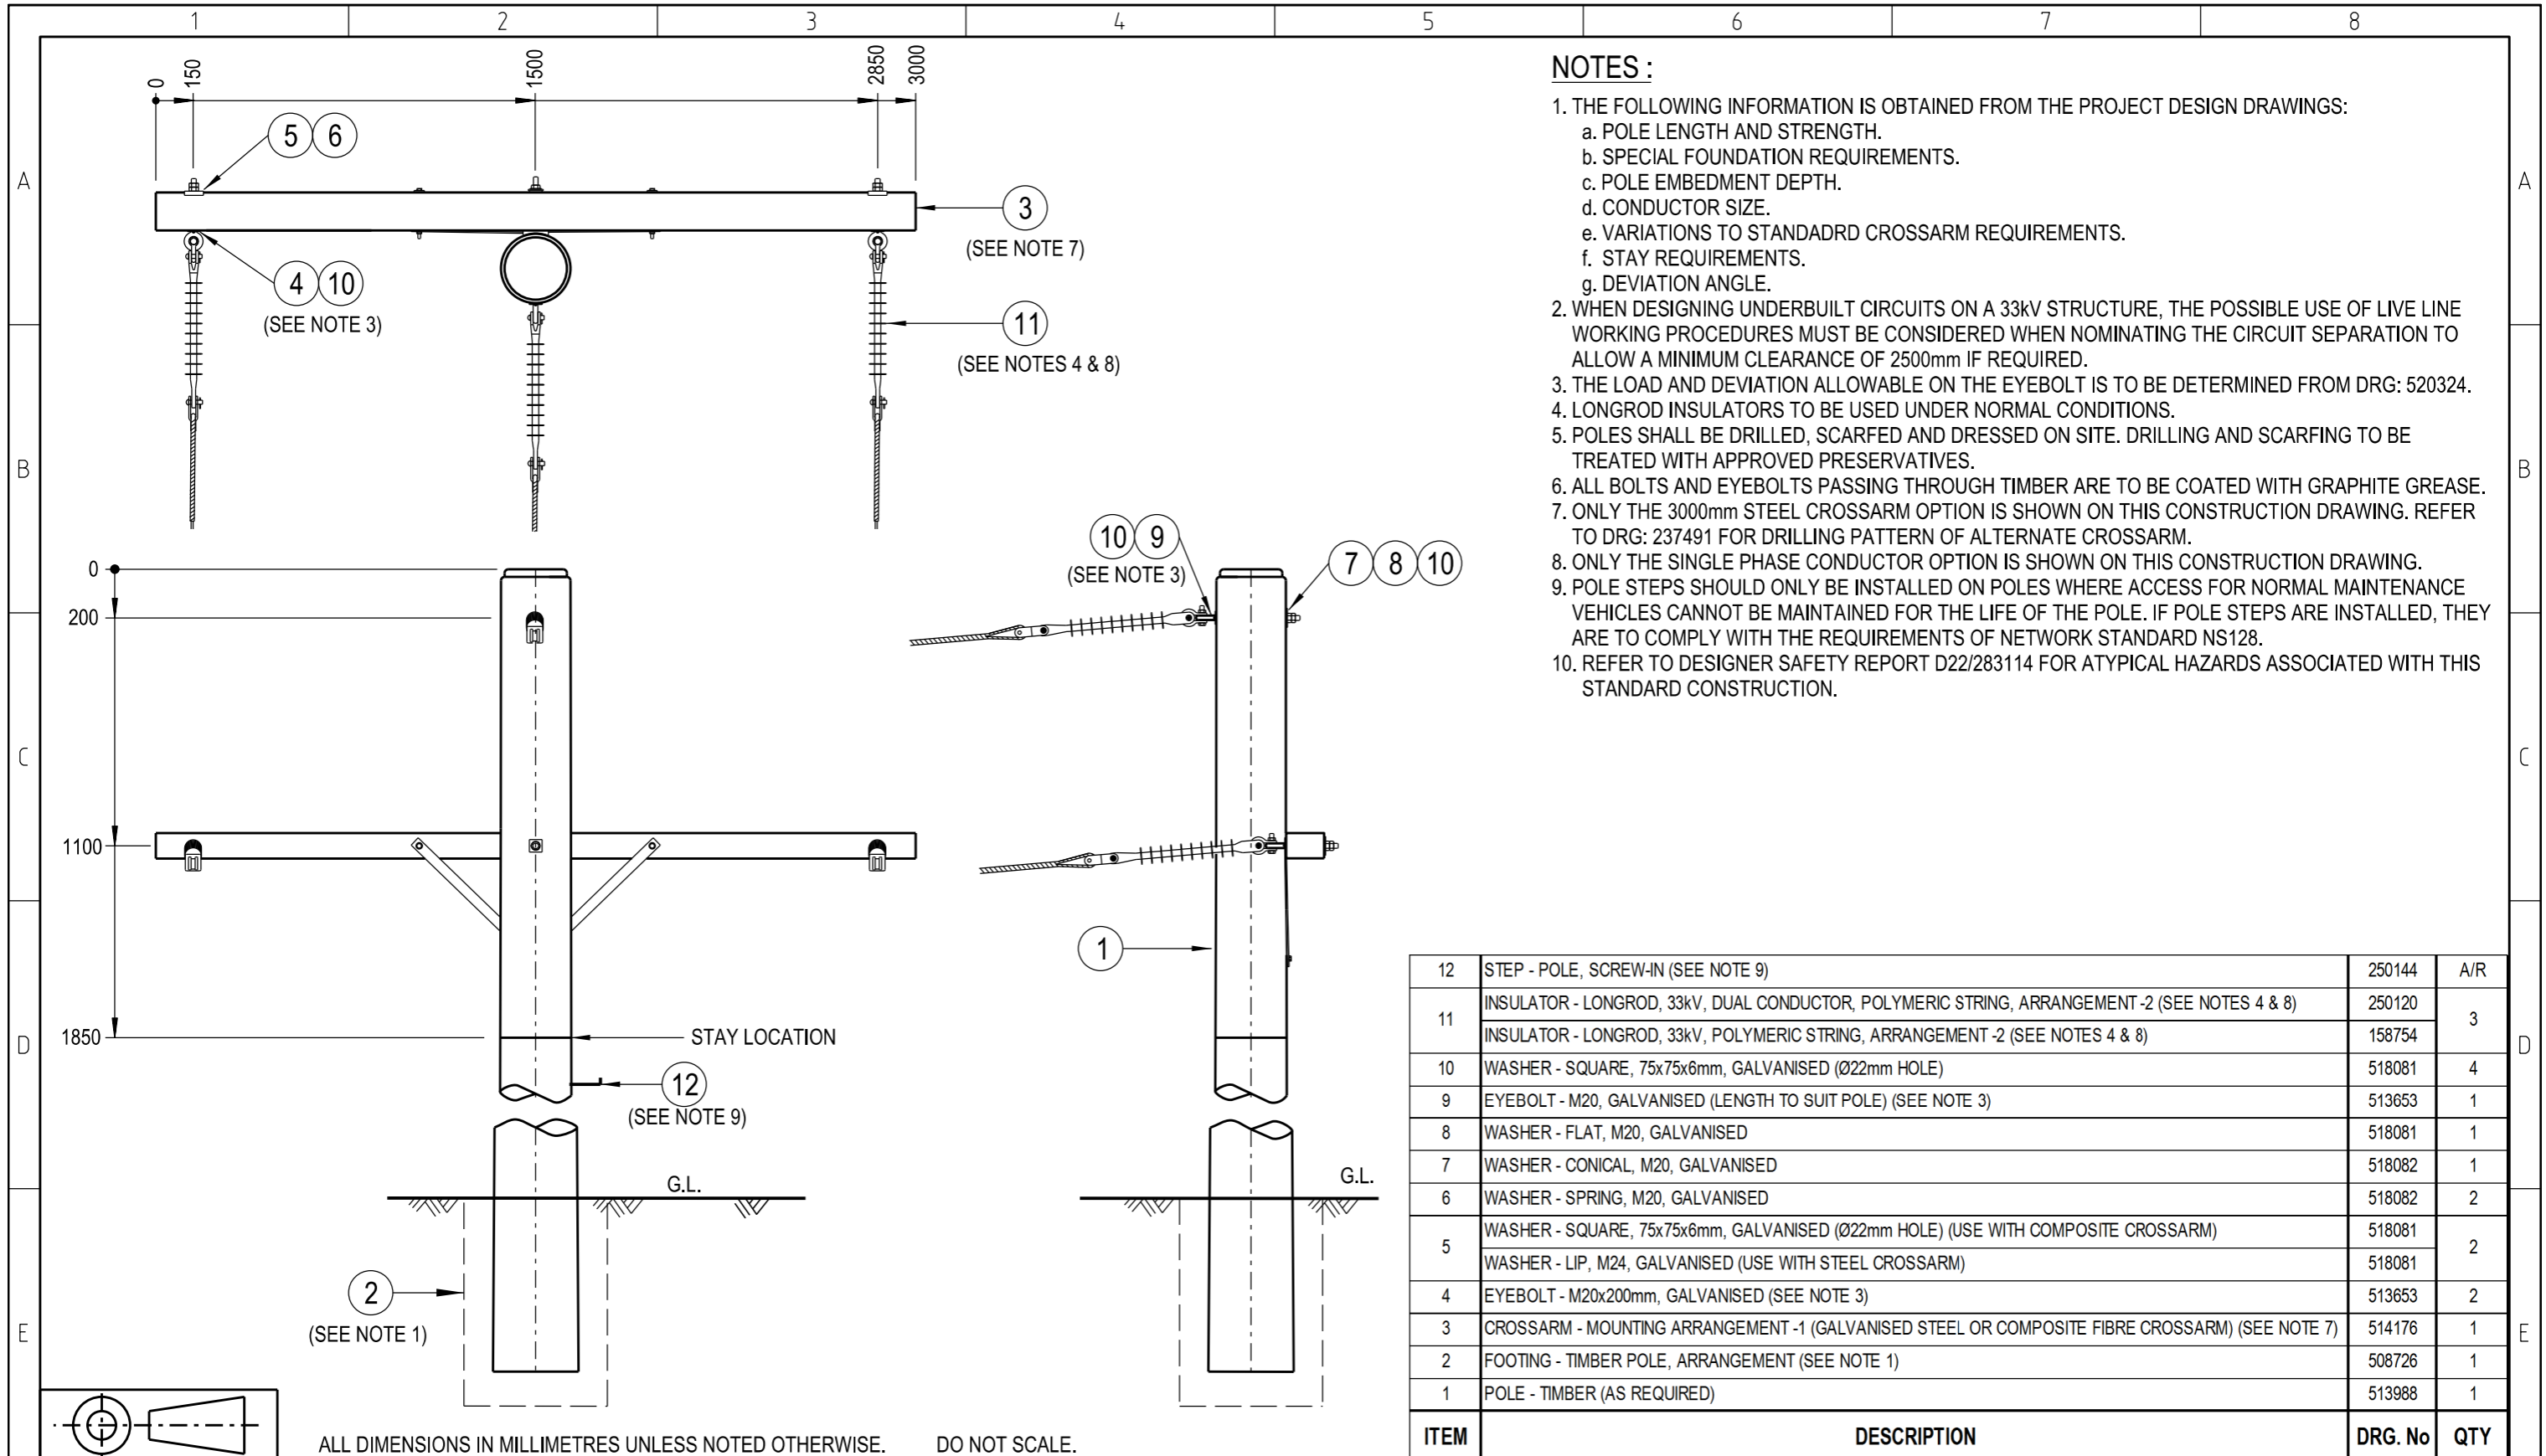 1 2 3 4 5 6 7 8
A
B
C
D
E
A
B
C
D
E
0
150
1500
2850
3000
5 6
3
(SEE NOTE 7)
4 10
(SEE NOTE 3)
11
(SEE NOTES 4 & 8)
0
200
1100
1850
STAY LOCATION
12
(SEE NOTE 9)
G.L.
2
(SEE NOTE 1)
10 9
(SEE NOTE 3)
7 8 10
1
G.L.
NOTES :
1. THE FOLLOWING INFORMATION IS OBTAINED FROM THE PROJECT DESIGN DRAWINGS:
a. POLE LENGTH AND STRENGTH.
b. SPECIAL FOUNDATION REQUIREMENTS.
c. POLE EMBEDMENT DEPTH.
d. CONDUCTOR SIZE.
e. VARIATIONS TO STANDADRD CROSSARM REQUIREMENTS.
f. STAY REQUIREMENTS.
g. DEVIATION ANGLE.
2. WHEN DESIGNING UNDERBUILT CIRCUITS ON A 33kV STRUCTURE, THE POSSIBLE USE OF LIVE LINE
WORKING PROCEDURES MUST BE CONSIDERED WHEN NOMINATING THE CIRCUIT SEPARATION TO
ALLOW A MINIMUM CLEARANCE OF 2500mm IF REQUIRED.
3. THE LOAD AND DEVIATION ALLOWABLE ON THE EYEBOLT IS TO BE DETERMINED FROM DRG: 520324.
4. LONGROD INSULATORS TO BE USED UNDER NORMAL CONDITIONS.
5. POLES SHALL BE DRILLED, SCARFED AND DRESSED ON SITE. DRILLING AND SCARFING TO BE
TREATED WITH APPROVED PRESERVATIVES.
6. ALL BOLTS AND EYEBOLTS PASSING THROUGH TIMBER ARE TO BE COATED WITH GRAPHITE GREASE.
7. ONLY THE 3000mm STEEL CROSSARM OPTION IS SHOWN ON THIS CONSTRUCTION DRAWING. REFER
TO DRG: 237491 FOR DRILLING PATTERN OF ALTERNATE CROSSARM.
8. ONLY THE SINGLE PHASE CONDUCTOR OPTION IS SHOWN ON THIS CONSTRUCTION DRAWING.
9. POLE STEPS SHOULD ONLY BE INSTALLED ON POLES WHERE ACCESS FOR NORMAL MAINTENANCE
VEHICLES CANNOT BE MAINTAINED FOR THE LIFE OF THE POLE. IF POLE STEPS ARE INSTALLED, THEY
ARE TO COMPLY WITH THE REQUIREMENTS OF NETWORK STANDARD NS128.
10. REFER TO DESIGNER SAFETY REPORT D22/283114 FOR ATYPICAL HAZARDS ASSOCIATED WITH THIS
STANDARD CONSTRUCTION.
12 STEP - POLE, SCREW-IN (SEE NOTE 9) 250144 A/R
11 INSULATOR - LONGROD, 33kV, DUAL CONDUCTOR, POLYMERIC STRING, ARRANGEMENT -2 (SEE NOTES 4 & 8) 250120 3
INSULATOR - LONGROD, 33kV, POLYMERIC STRING, ARRANGEMENT -2 (SEE NOTES 4 & 8) 158754
10 WASHER - SQUARE, 75x75x6mm, GALVANISED (Ø22mm HOLE) 518081 4
9 EYEBOLT - M20, GALVANISED (LENGTH TO SUIT POLE) (SEE NOTE 3) 513653 1
8 WASHER - FLAT, M20, GALVANISED 518081 1
7 WASHER - CONICAL, M20, GALVANISED 518082 1
6 WASHER - SPRING, M20, GALVANISED 518082 2
5 WASHER - SQUARE, 75x75x6mm, GALVANISED (Ø22mm HOLE) (USE WITH COMPOSITE CROSSARM) 518081 2
WASHER - LIP, M24, GALVANISED (USE WITH STEEL CROSSARM) 518081
4 EYEBOLT - M20x200mm, GALVANISED (SEE NOTE 3) 513653 2
3 CROSSARM - MOUNTING ARRANGEMENT -1 (GALVANISED STEEL OR COMPOSITE FIBRE CROSSARM) (SEE NOTE 7) 514176 1
2 FOOTING - TIMBER POLE, ARRANGEMENT (SEE NOTE 1) 508726 1
1 POLE - TIMBER (AS REQUIRED) 513988 1
ITEM DESCRIPTION DRG. No QTY
ALL DIMENSIONS IN MILLIMETRES UNLESS NOTED OTHERWISE. DO NOT SCALE.